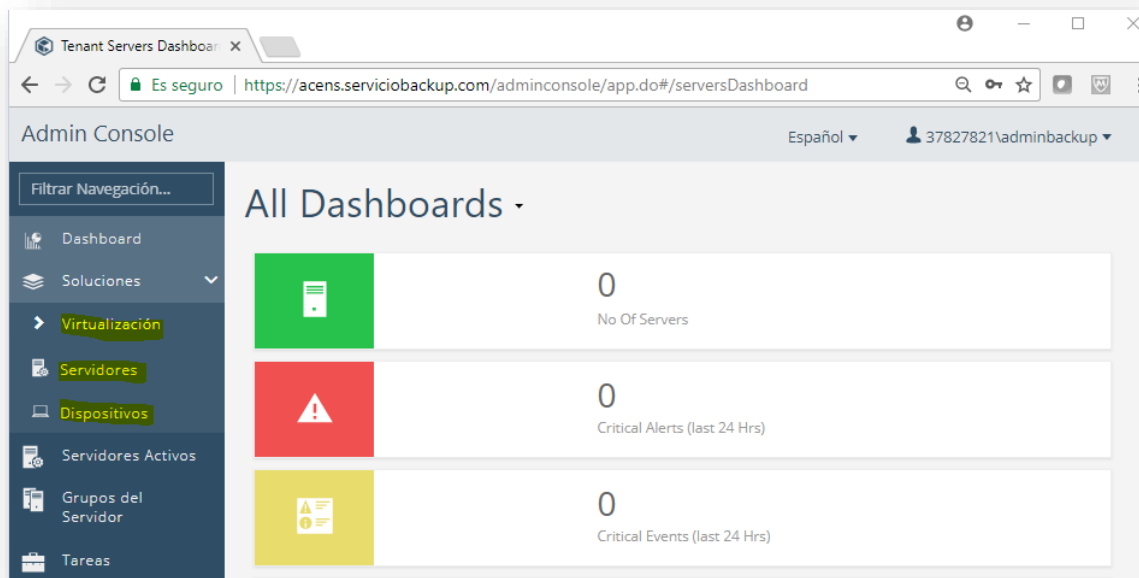 Tenant Servers Dashboar
Es seguro https://acens.serviciobackup.com/adminconsole/app.do#/serversDashboard
Admin Console
Español
37827821\adminbackup
Filtrar Navegación...
Dashboard
Soluciones
Virtualización
Servidores
Dispositivos
Servidores Activos
Grupos del
Servidor
Tareas
All Dashboards
0
No Of Servers
0
Critical Alerts (last 24 Hrs)
0
Critical Events (last 24 Hrs)